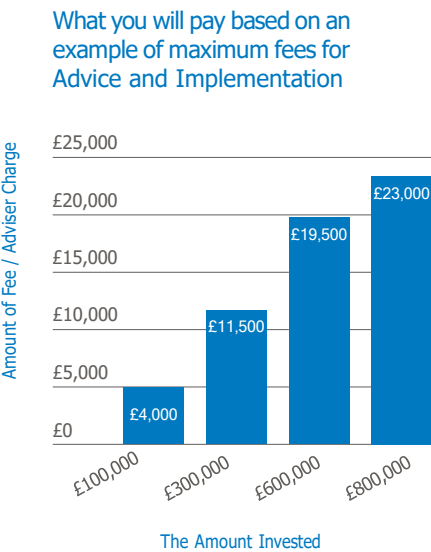 What you will pay based on an
example of maximum fees for
Advice and Implementation
Amount of Fee / Adviser Charge
£25,000
£20,000
£15,000
£10,000
£5,000
£0
£4,000
£11,500
£19,500
£23,000
£100,000
£300,000
£600,000
£800,000
The Amount Invested